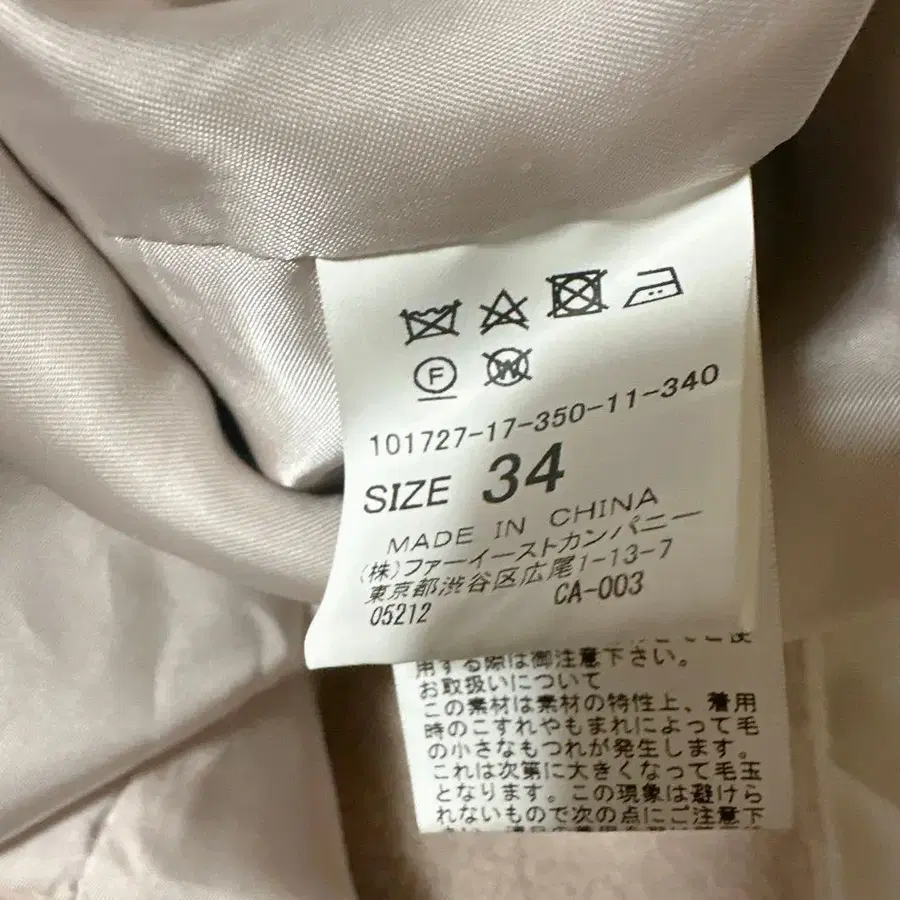 F W
101727-17-350-11-340
SIZE 34
MADE IN CHINA
(株)ファーイーストカンパニー
東京都渋谷区広尾1-13-7
05212 CA-003
用する際は御注意下さい。
お取扱いについて
この素材は素材の特性上、着用
時のこすれやもまれによって毛
の小さなもつれが発生します。
これは次第に大きくなって毛玉
となります。この現象は避けら
れないもので次の点にご注意下